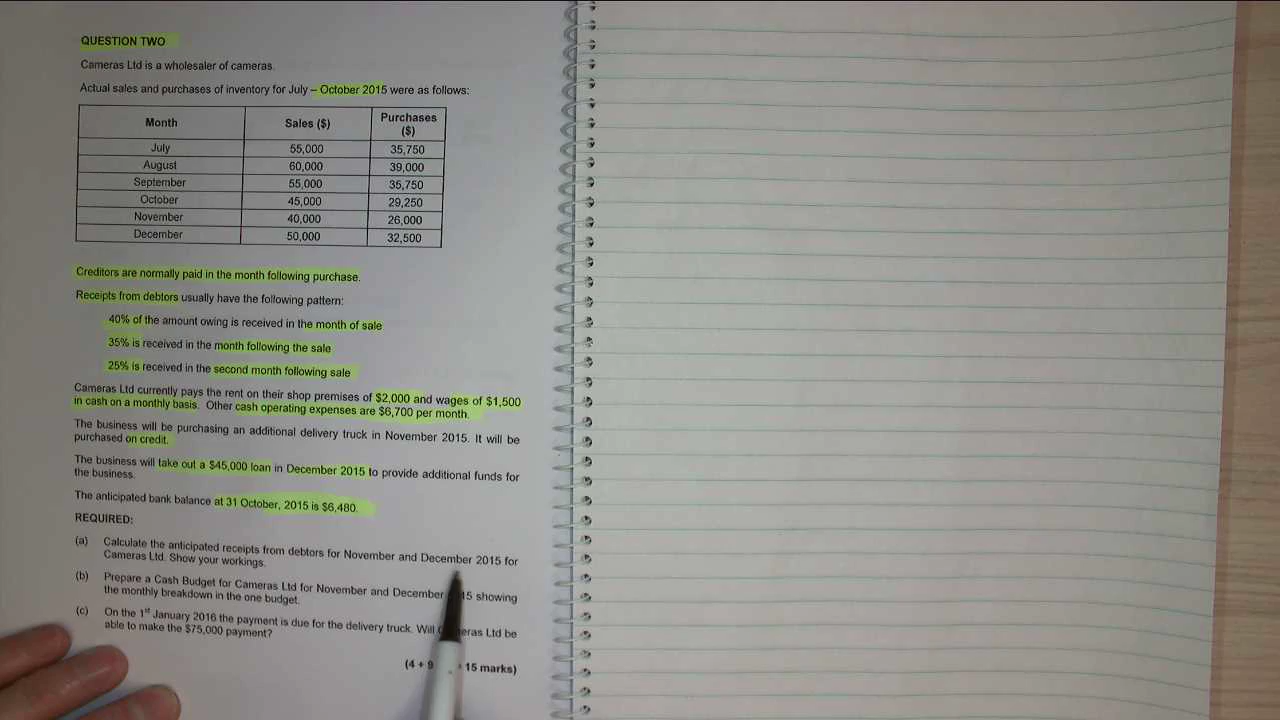 QUESTION TWO
Cameras Ltd is a wholesaler of cameras.
Actual sales and purchases of inventory for July – October 2015 were as follows:
Month Sales ($) Purchases ($)
July 55,000 35,750
August 60,000 39,000
September 55,000 35,750
October 45,000 29,250
November 40,000 26,000
December 50,000 32,500
Creditors are normally paid in the month following purchase.
Receipts from debtors usually have the following pattern:
40% of the amount owing is received in the month of sale
35% is received in the month following the sale
25% is received in the second month following sale
Cameras Ltd currently pays the rent on their shop premises of $2,000 and wages of $1,500
in cash on a monthly basis. Other cash operating expenses are $6,700 per month.
The business will be purchasing an additional delivery truck in November 2015. It will be
purchased on credit.
The business will take out a $45,000 loan in December 2015 to provide additional funds for
the business.
The anticipated bank balance at 31 October, 2015 is $6,480.
REQUIRED:
(a) Calculate the anticipated receipts from debtors for November and December 2015 for
Cameras Ltd. Show your workings.
(b) Prepare a Cash Budget for Cameras Ltd for November and December 15 showing
the monthly breakdown in the one budget.
(c) On the 1st January 2016 the payment is due for the delivery truck. Will eras Ltd be
able to make the $75,000 payment?
(4 + 9 15 marks)